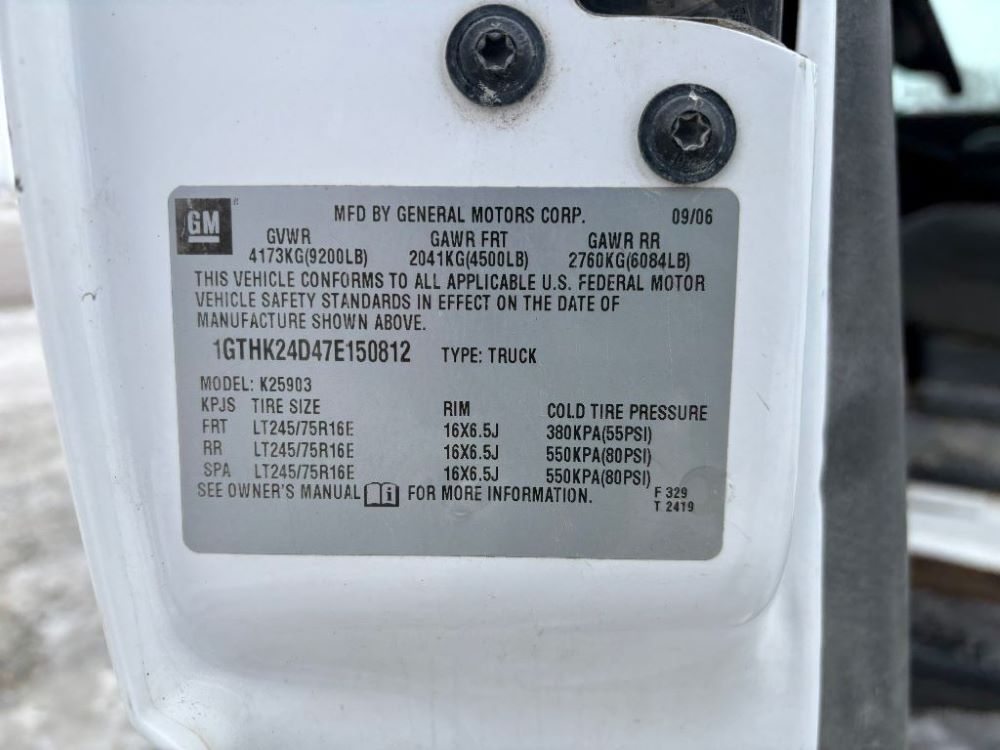 GM
MFD BY GENERAL MOTORS CORP. 09/06
GVWR GAWR FRT GAWR RR
4173KG(9200LB) 2041KG(4500LB) 2760KG(6084LB)
THIS VEHICLE CONFORMS TO ALL APPLICABLE U.S. FEDERAL MOTOR
VEHICLE SAFETY STANDARDS IN EFFECT ON THE DATE OF
MANUFACTURE SHOWN ABOVE.
1GTHK24D47E150812 TYPE: TRUCK
MODEL: K25903
KPJS TIRE SIZE RIM COLD TIRE PRESSURE
FRT LT245/75R16E 16X6.5J 380KPA(55PSI)
RR LT245/75R16E 16X6.5J 550KPA(80PSI)
SPA LT245/75R16E 16X6.5J 550KPA(80PSI)
SEE OWNER'S MANUAL i FOR MORE INFORMATION. F 329
T 2419